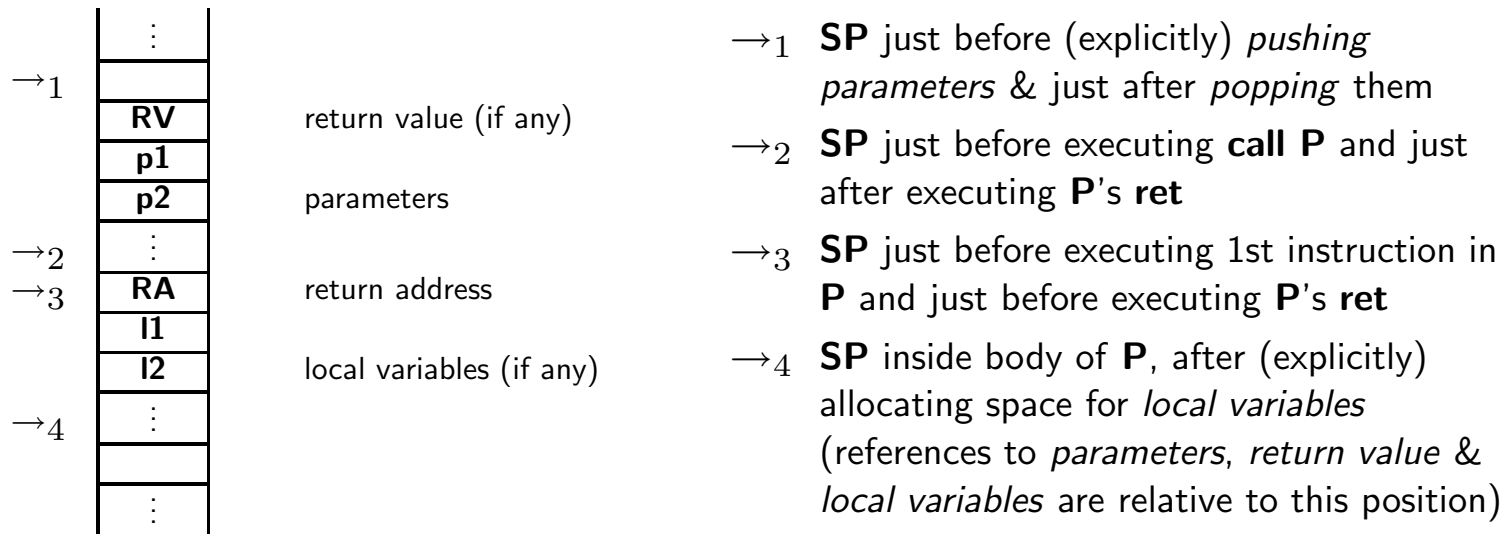 ⋮
→1
RV return value (if any)
p1
p2 parameters
→2 ⋮
→3 RA return address
l1
l2 local variables (if any)
→4 ⋮
⋮
→1 SP just before (explicitly) pushing
parameters & just after popping them
→2 SP just before executing call P and just
after executing P's ret
→3 SP just before executing 1st instruction in
P and just before executing P's ret
→4 SP inside body of P, after (explicitly)
allocating space for local variables
(references to parameters, return value &
local variables are relative to this position)